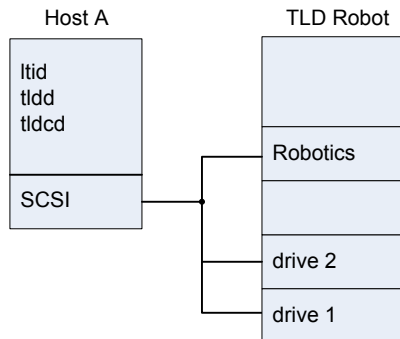 Host A
ltid
tldd
tldcd
SCSI
TLD Robot
Robotics
drive 2
drive 1